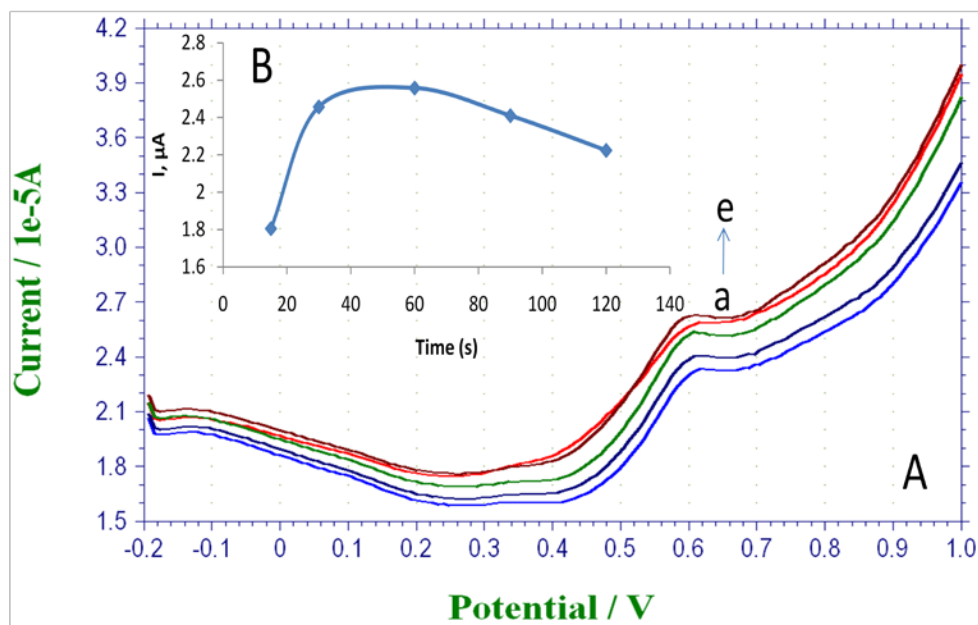 4.2
3.9
3.6
3.3
3.0
2.7
2.4
2.1
1.8
1.5
Current / 1e-5A
-0.2 -0.1 0 0.1 0.2 0.3 0.4 0.5 0.6 0.7 0.8 0.9 1.0
Potential / V
A
e
a
B
2.8
2.6
2.4
2.2
2
1.8
1.6
I, µA
0 20 40 60 80 100 120 140
Time (s)